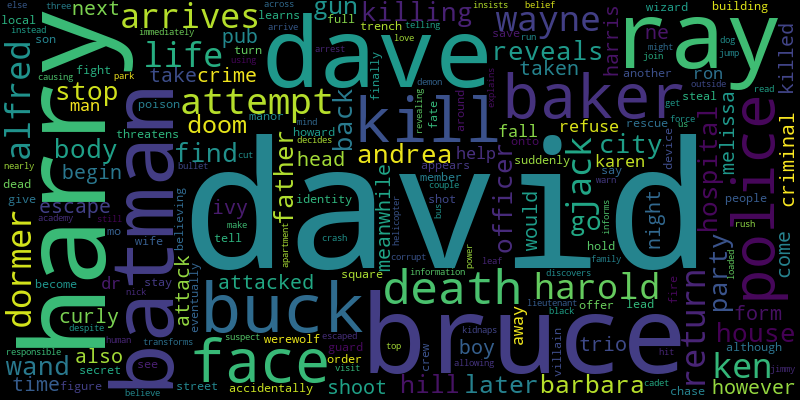 else
local
instead
son
next
across
three
arrives
learns
order
building
gun
full
telling
pub
turn
immediately
causing
park
fight
alfred
life
take
crime
using
stop
man
poison
manor
threatens
doom
body
find
begin
harry
dave
trench
love
finally
killing
wayne
insists
belief
arrive
save
run
arrest
reveals
taken
harris
ne
demon
revealing
fate
around
explains
another
ron
ray
wizard
might
join
dog
jump
killed
outside
read
steal
get
force
us
melissa
criminal
attempt
back
kill
baker
howard
mind
decides
andrea
head
help
appears
member
couple
bus
fall
suddenly
onto
refuse
city
rescue
device
karen
say
warn
hospital
police
people
rush
loaded
dead
give
escape
academy
still
mo
wife
become
dr
stay
despite
nick
dormer
batman
believing
attack
cut
bullet
nearly
father
identity
make
ivy
tell
david
shot
meanwhile
helicopter
officer
would
jack
go
hold
informs
night
party
come
apartment
crash
square
corrupt
power
information
leaf
family
discovers
attacked
eventually
buck
death
harold
offer
lead
fire
return
form
house
although
wand
curly
also
transforms
human
secret
time
figure
see
responsible
believe
street
accidentally
face
suspect
werewolf
escaped
guard
order
visit
shoot
top
crew
allowing
boy
hill
bruce
later
kidnaps
away
lieutenant
black
villain
trio
barbara
hit
cadet
chase
ken
however
jimmy